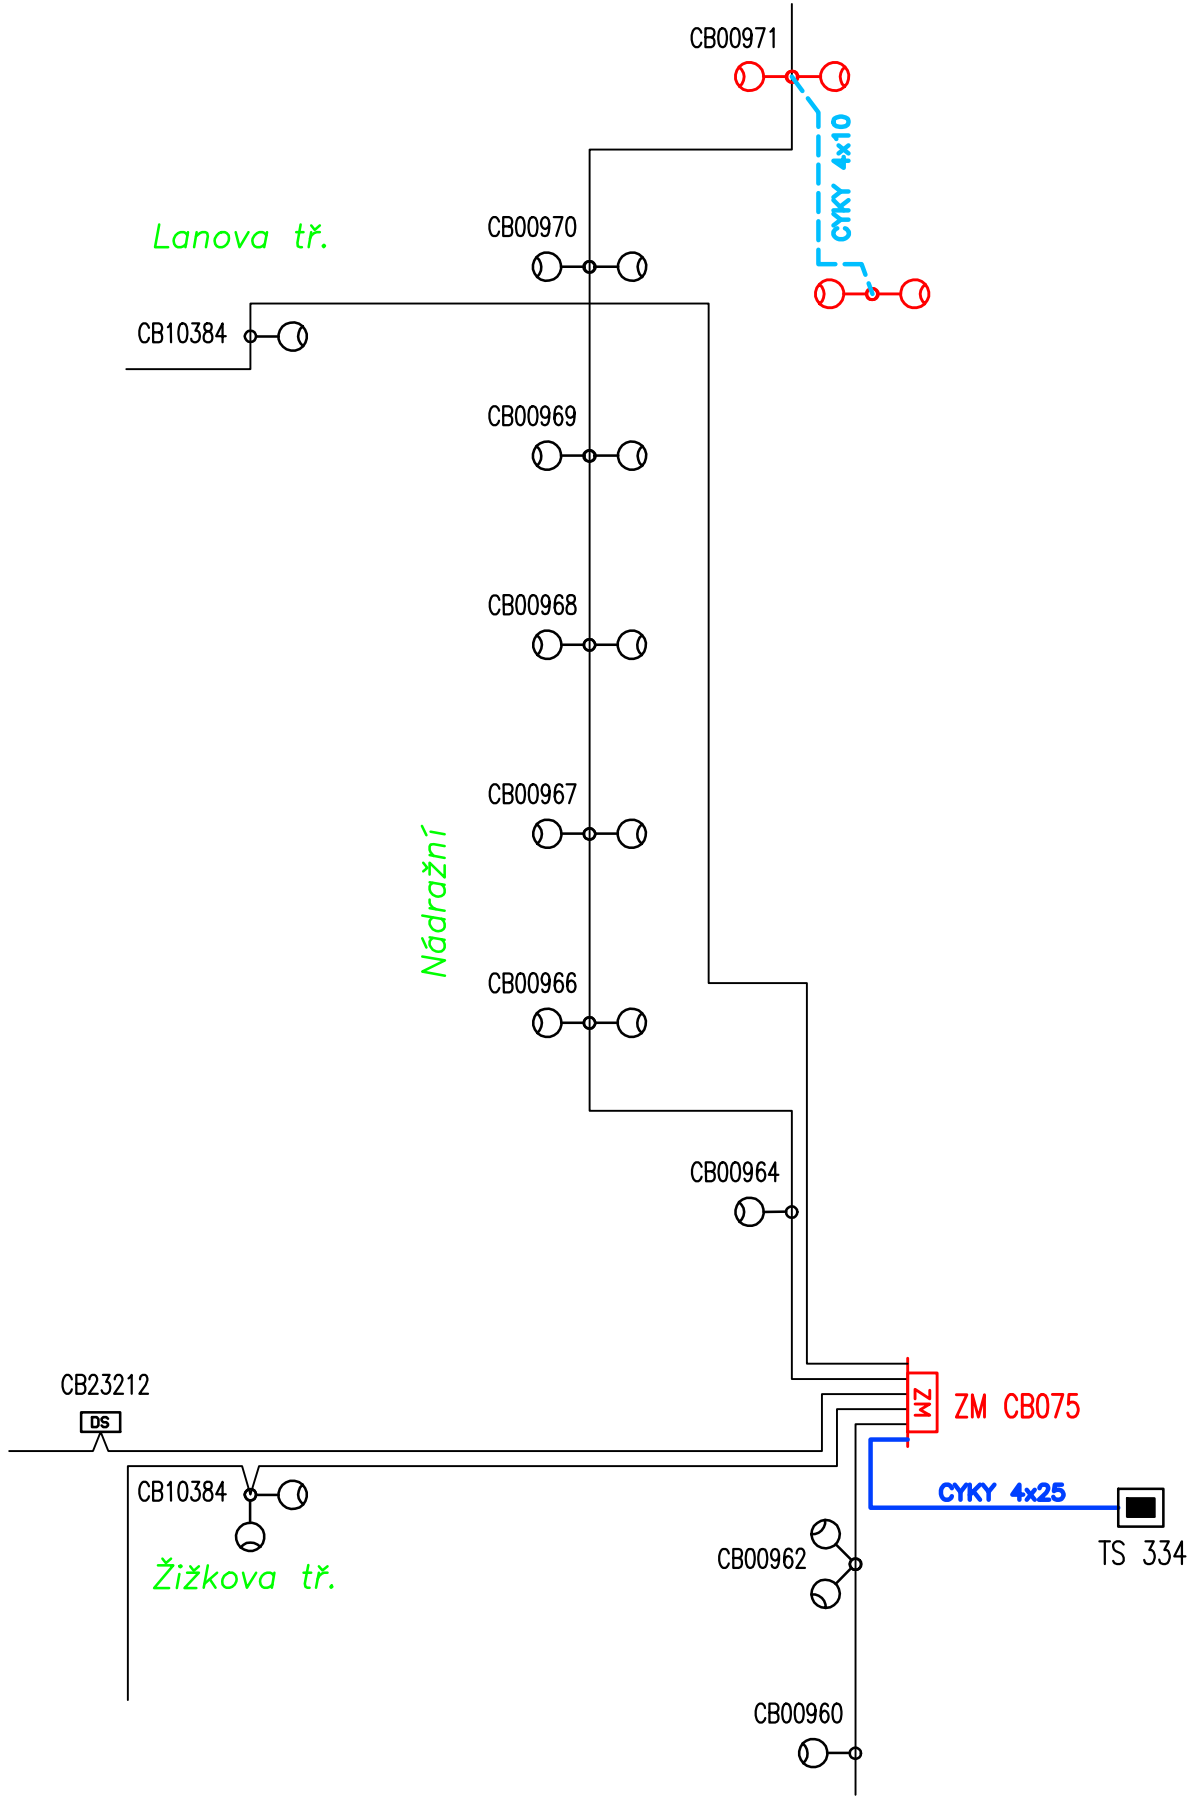 CB00971
CYKY 4x10
CB00970
Lanova tř.
CB10384
CB00969
CB00968
CB00967
Nádražní
CB00966
CB00964
CB23212
DS
ZM
ZM CB075
CB10384
CYKY 4x25
TS 334
CB00962
Žižkova tř.
CB00960